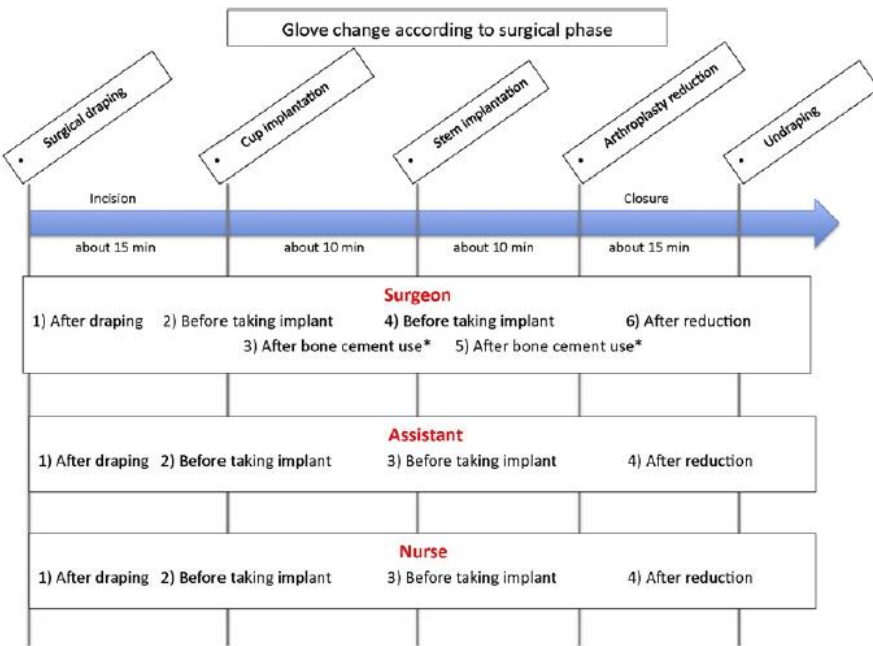 Glove change according to surgical phase
Surgical draping
Cup implantation
Stem implantation
Arthroplasty reduction
Undraping
Incision
Closure
about 15 min
about 10 min
about 10 min
about 15 min
Surgeon
1) After draping 2) Before taking implant 4) Before taking implant 6) After reduction
3) After bone cement use* 5) After bone cement use*
Assistant
1) After draping 2) Before taking implant 3) Before taking implant 4) After reduction
Nurse
1) After draping 2) Before taking implant 3) Before taking implant 4) After reduction